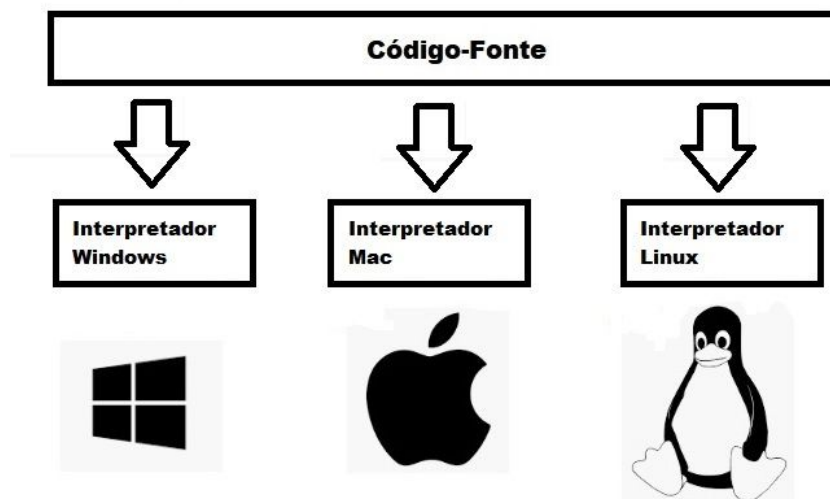 Código-Fonte
Interpretador
Windows
Interpretador
Mac
Interpretador
Linux